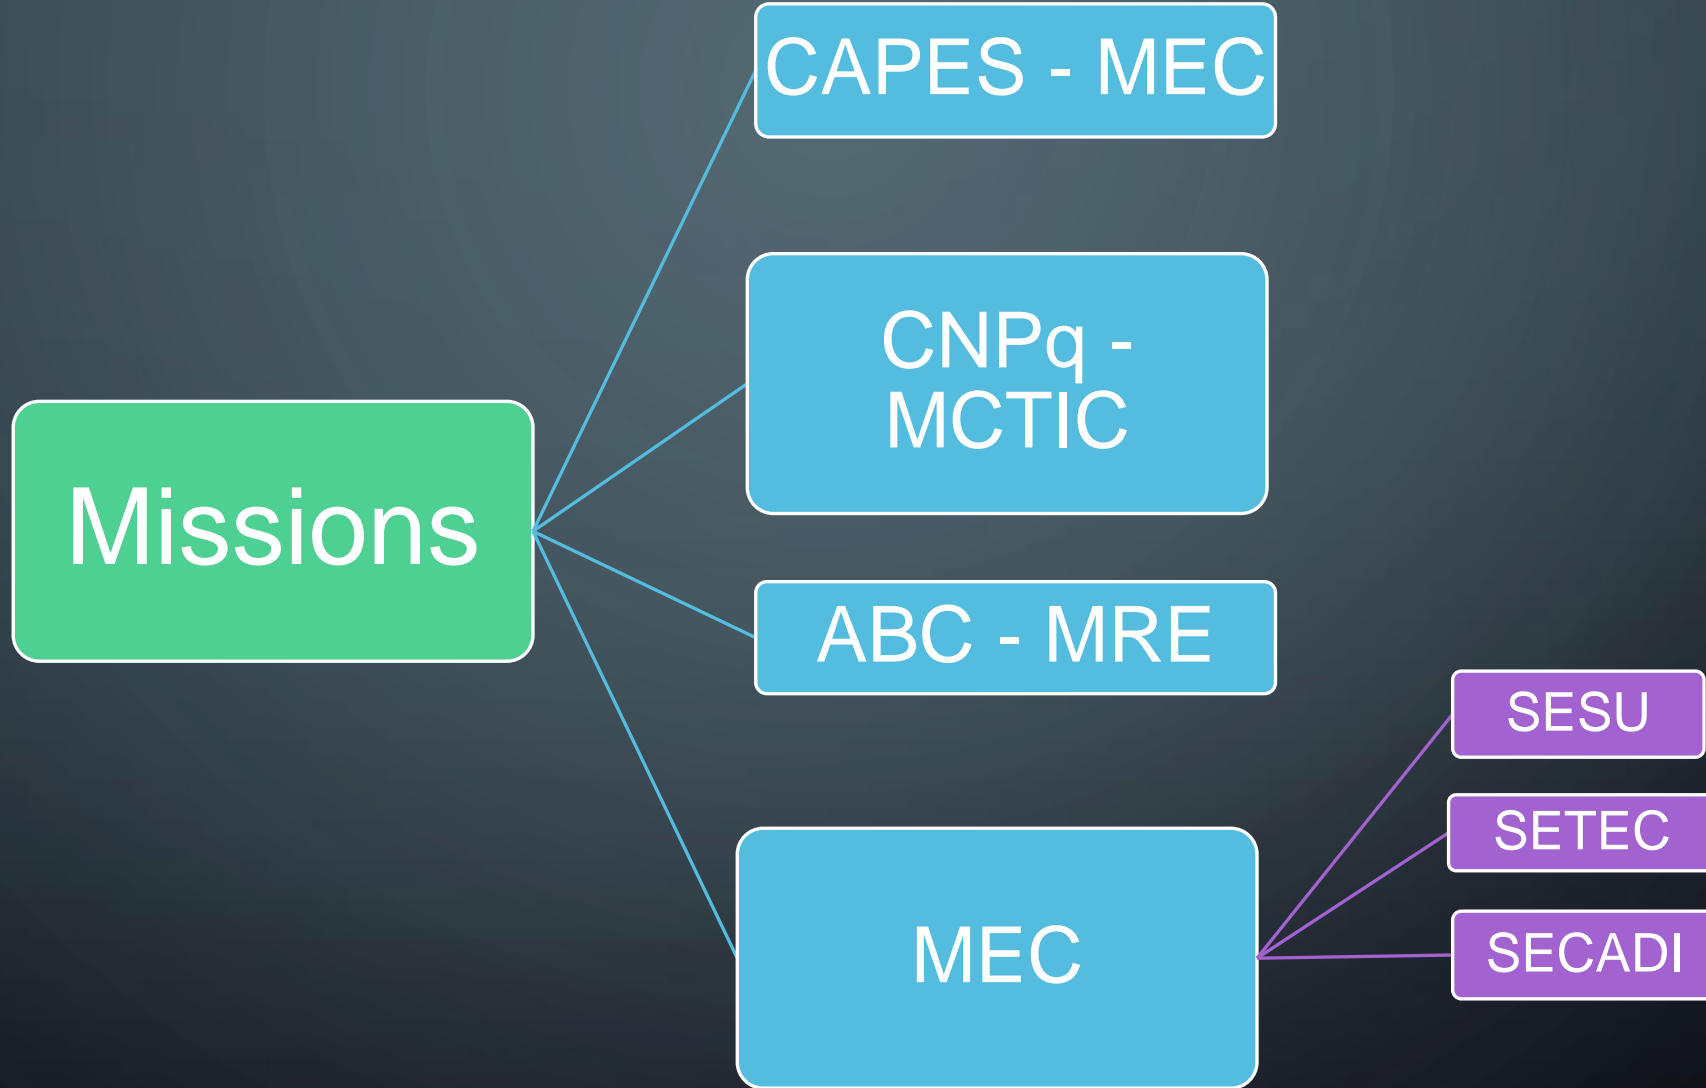 Missions
CAPES - MEC
CNPq -
MCTIC
ABC - MRE
MEC
SESU
SETEC
SECADI